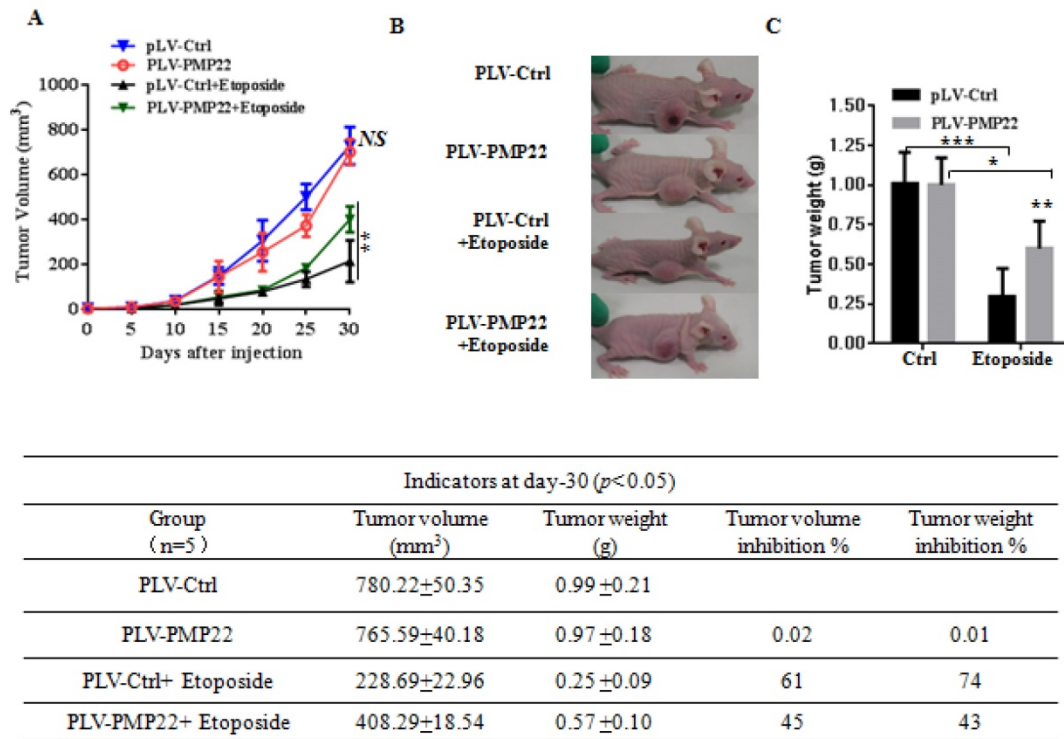 A
pLV-Ctrl
PLV-PMP22
pLV-Ctrl+Etoposide
PLV-PMP22+Etoposide
Tumor Volume (mm³)
1000
800
600
400
200
0
0 5 10 15 20 25 30
Days after injection
NS
**
B
PLV-Ctrl
PLV-PMP22
PLV-Ctrl
+Etoposide
PLV-PMP22
+Etoposide
C
pLV-Ctrl
PLV-PMP22
Tumor weight (g)
1.50
1.25
1.00
0.75
0.50
0.25
0.00
***
*
**
Ctrl Etoposide
Indicators at day-30 (p<0.05)
Group Tumor volume Tumor weight Tumor volume Tumor weight
(n=5) (mm³) (g) inhibition % inhibition %
PLV-Ctrl 780.22±50.35 0.99±0.21
PLV-PMP22 765.59±40.18 0.97±0.18 0.02 0.01
PLV-Ctrl+ Etoposide 228.69±22.96 0.25±0.09 61 74
PLV-PMP22+ Etoposide 408.29±18.54 0.57±0.10 45 43